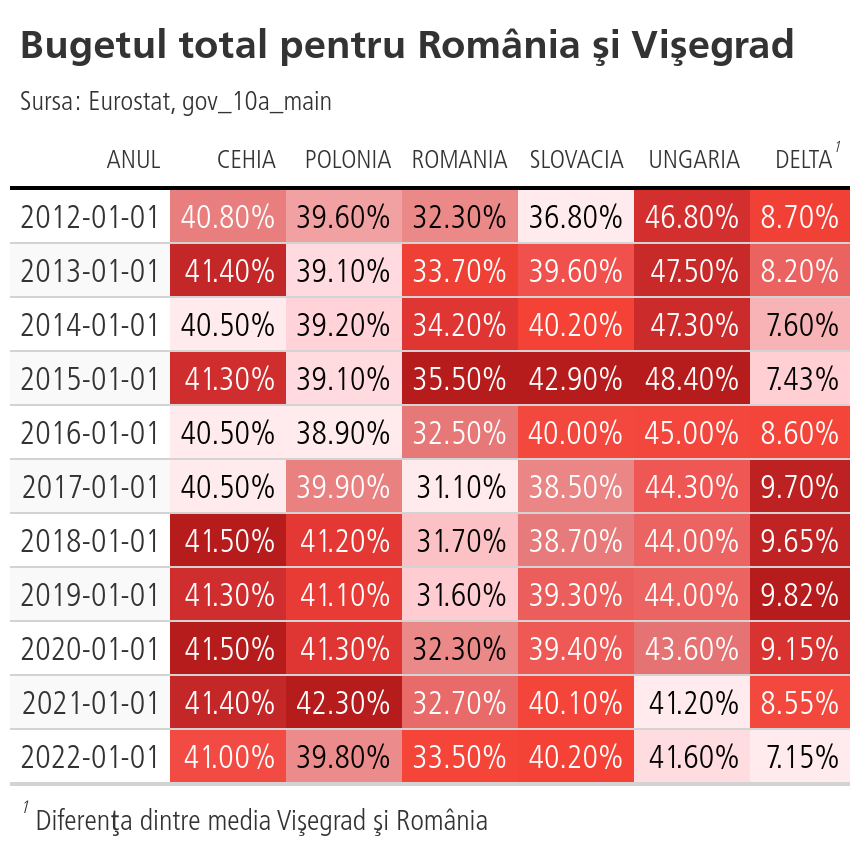 Bugetul total pentru România şi Vişegrad
Sursa: Eurostat, gov_10a_main
ANUL CEHIA POLONIA ROMANIA SLOVACIA UNGARIA DELTA 1
2012-01-01 40.80% 39.60% 32.30% 36.80% 46.80% 8.70%
2013-01-01 41.40% 39.10% 33.70% 39.60% 47.50% 8.20%
2014-01-01 40.50% 39.20% 34.20% 40.20% 47.30% 7.60%
2015-01-01 41.30% 39.10% 35.50% 42.90% 48.40% 7.43%
2016-01-01 40.50% 38.90% 32.50% 40.00% 45.00% 8.60%
2017-01-01 40.50% 39.90% 31.10% 38.50% 44.30% 9.70%
2018-01-01 41.50% 41.20% 31.70% 38.70% 44.00% 9.65%
2019-01-01 41.30% 41.10% 31.60% 39.30% 44.00% 9.82%
2020-01-01 41.50% 41.30% 32.30% 39.40% 43.60% 9.15%
2021-01-01 41.40% 42.30% 32.70% 40.10% 41.20% 8.55%
2022-01-01 41.00% 39.80% 33.50% 40.20% 41.60% 7.15%
1 Diferenţa dintre media Vişegrad şi România